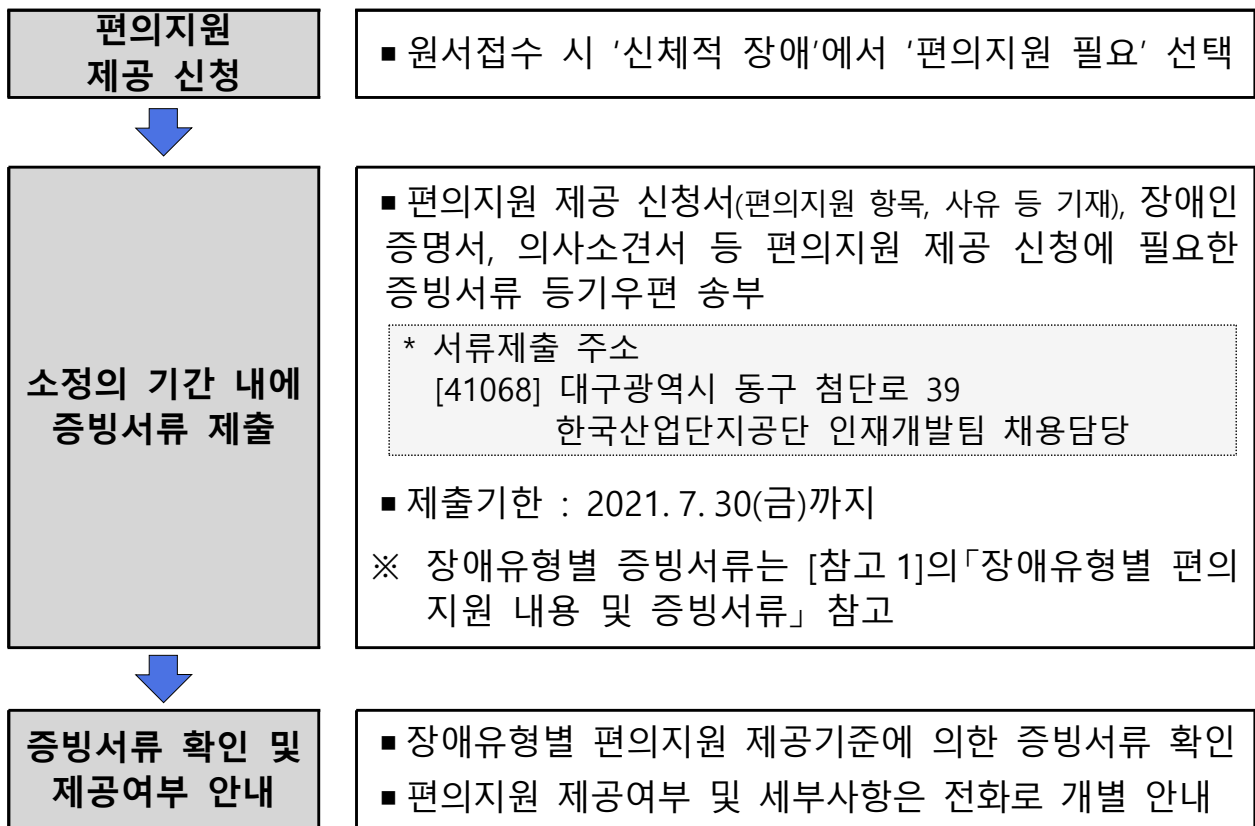 편의지원
제공 신청
■ 원서접수 시 '신체적 장애'에서 '편의지원 필요' 선택
소정의 기간 내에
증빙서류 제출
■ 편의지원 제공 신청서(편의지원 항목, 사유 등 기재), 장애인
증명서, 의사소견서 등 편의지원 제공 신청에 필요한
증빙서류 등기우편 송부
* 서류제출 주소
[41068] 대구광역시 동구 첨단로 39
한국산업단지공단 인재개발팀 채용담당
■ 제출기한 : 2021. 7. 30(금)까지
※ 장애유형별 증빙서류는 [참고 1]의「장애유형별 편의
지원 내용 및 증빙서류」 참고
증빙서류 확인 및
제공여부 안내
■ 장애유형별 편의지원 제공기준에 의한 증빙서류 확인
■ 편의지원 제공여부 및 세부사항은 전화로 개별 안내